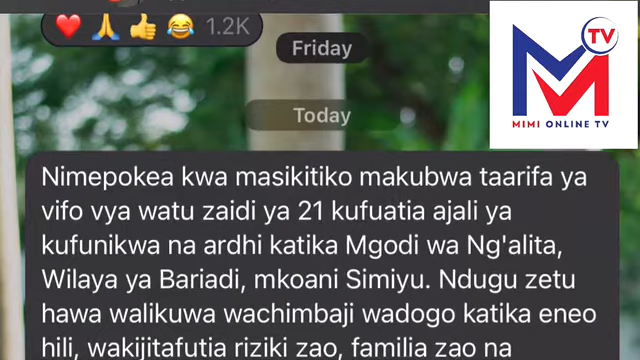 1.2K
Friday
TV
MIMI ONLINE TV
Today
Nimepokea kwa masikitiko makubwa taarifa ya
vifo vya watu zaidi ya 21 kufuatia ajali ya
kufunikwa na ardhi katika Mgodi wa Ng'alita,
Wilaya ya Bariadi, mkoani Simiyu. Ndugu zetu
hawa walikuwa wachimbaji wadogo katika eneo
hili, wakijitafutia riziki zao, familia zao na